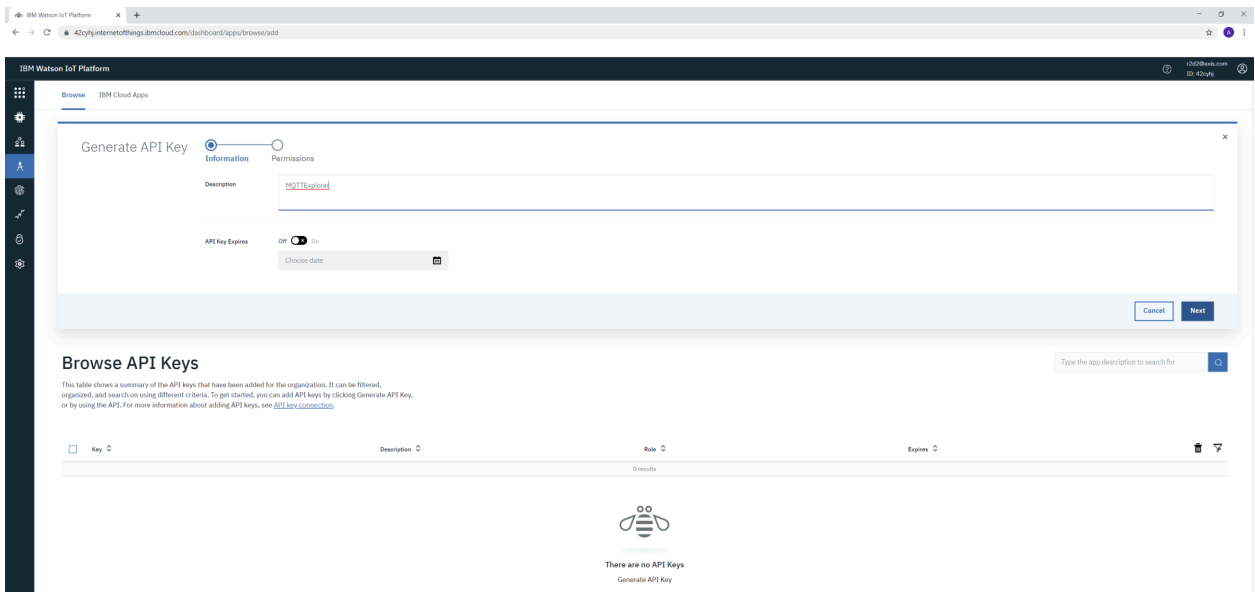 IBM Watson IoT Platform
42cyhj.internetofthings.ibmcloud.com/dashboard/apps/browse/add
A
IBM Watson IoT Platform
r2d2@axis.com
ID: 42cyhj
Browse IBM Cloud Apps
Generate API Key
Information Permissions
Description MQTTExplorer
API Key Expires Off On
Choose date
Cancel Next
Browse API Keys
Type the app description to search for
This table shows a summary of the API keys that have been added for the organization. It can be filtered,
organized, and search on using different criteria. To get started, you can add API keys by clicking Generate API Key,
or by using the API. For more information about adding API keys, see API key connection.
Key Description Role Expires
0 results
There are no API Keys
Generate API Key